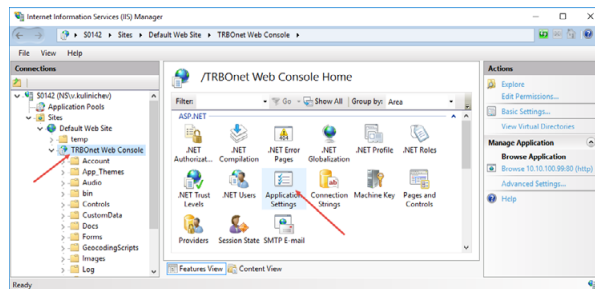 Internet Information Services (IIS) Manager
S0142 Sites Default Web Site TRBOnet Web Console
File View Help
Connections
S0142 (NS\v.kulinichev)
Application Pools
Sites
Default Web Site
temp
TRBOnet Web Console
Account
App_Themes
Audio
bin
Controls
CustomData
Docs
Forms
GeocodingScripts
Images
Log
/TRBOnet Web Console Home
Filter: Go Show All Group by: Area
ASP.NET
.NET Authorizat...
.NET Compilation
.NET Error Pages
.NET Globalization
.NET Profile
.NET Roles
.NET Trust Levels
.NET Users
Application Settings
Connection Strings
Machine Key
Pages and Controls
Providers
Session State
SMTP E-mail
Features View Content View
Actions
Explore
Edit Permissions...
Basic Settings...
View Virtual Directories
Manage Application
Browse Application
Browse 10.10.100.99:80 (http)
Advanced Settings...
Help
Ready